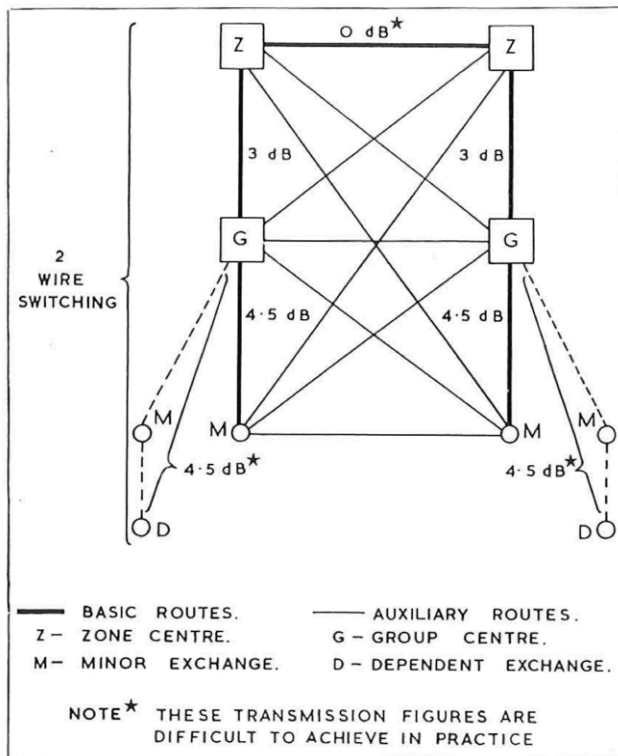 0 dB★
Z
Z
3 dB
3 dB
G
G
2
WIRE
SWITCHING
4·5 dB
4·5 dB
M
M
M
M
4·5 dB★
4·5 dB★
D
D
BASIC ROUTES.
AUXILIARY ROUTES.
Z – ZONE CENTRE.
G – GROUP CENTRE.
M – MINOR EXCHANGE.
D – DEPENDENT EXCHANGE.
NOTE★ THESE TRANSMISSION FIGURES ARE
DIFFICULT TO ACHIEVE IN PRACTICE